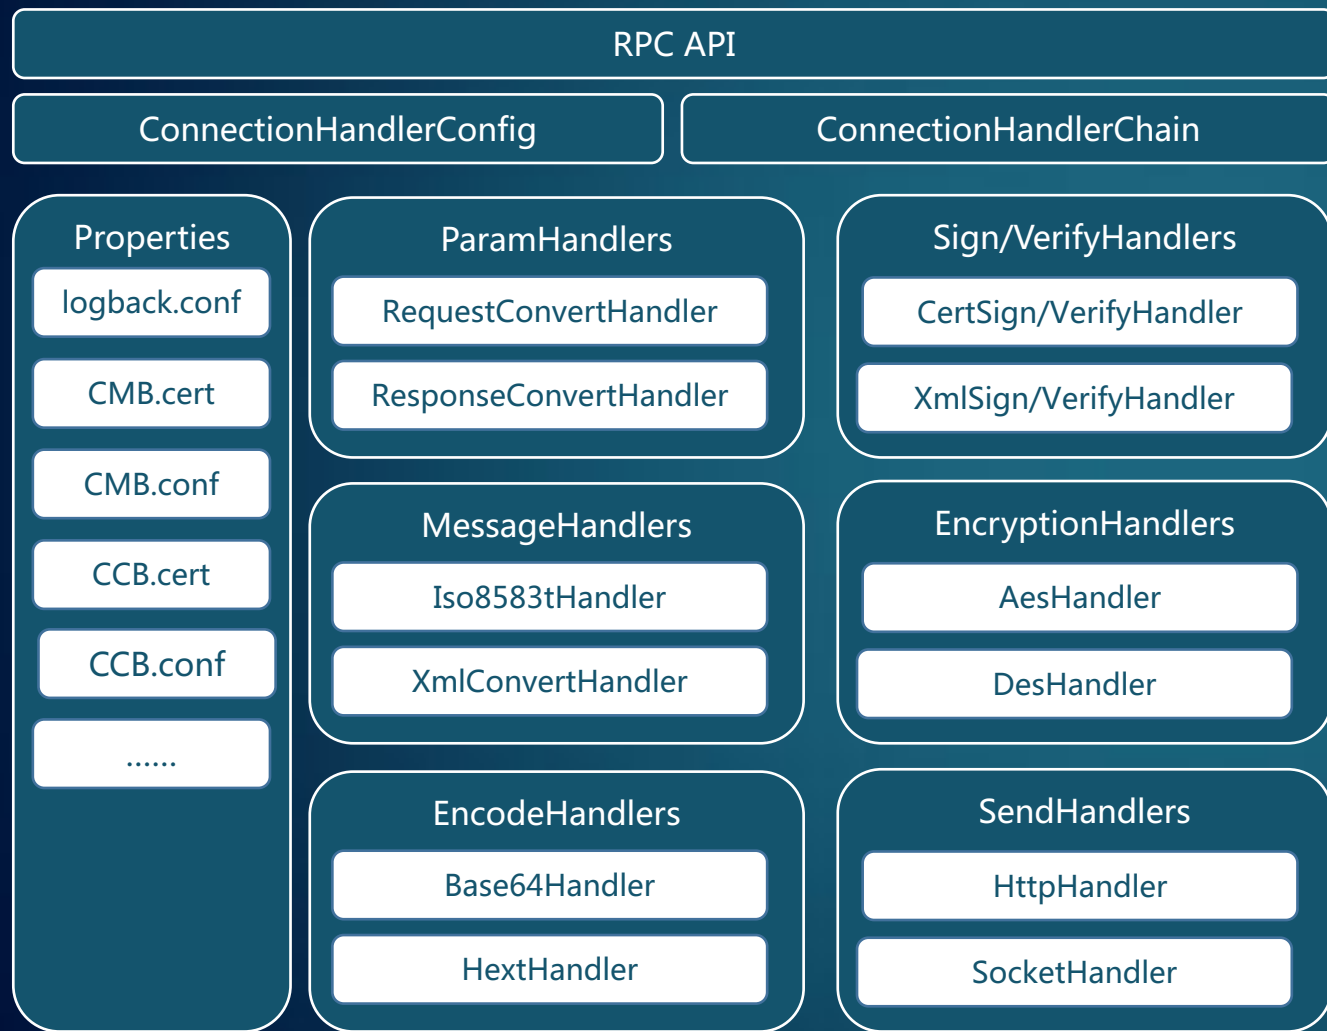 RPC API
ConnectionHandlerConfig
ConnectionHandlerChain
Properties
logback.conf
CMB.cert
CMB.conf
CCB.cert
CCB.conf
......
ParamHandlers
RequestConvertHandler
ResponseConvertHandler
Sign/VerifyHandlers
CertSign/VerifyHandler
XmlSign/VerifyHandler
MessageHandlers
Iso8583tHandler
XmlConvertHandler
EncryptionHandlers
AesHandler
DesHandler
EncodeHandlers
Base64Handler
HextHandler
SendHandlers
HttpHandler
SocketHandler